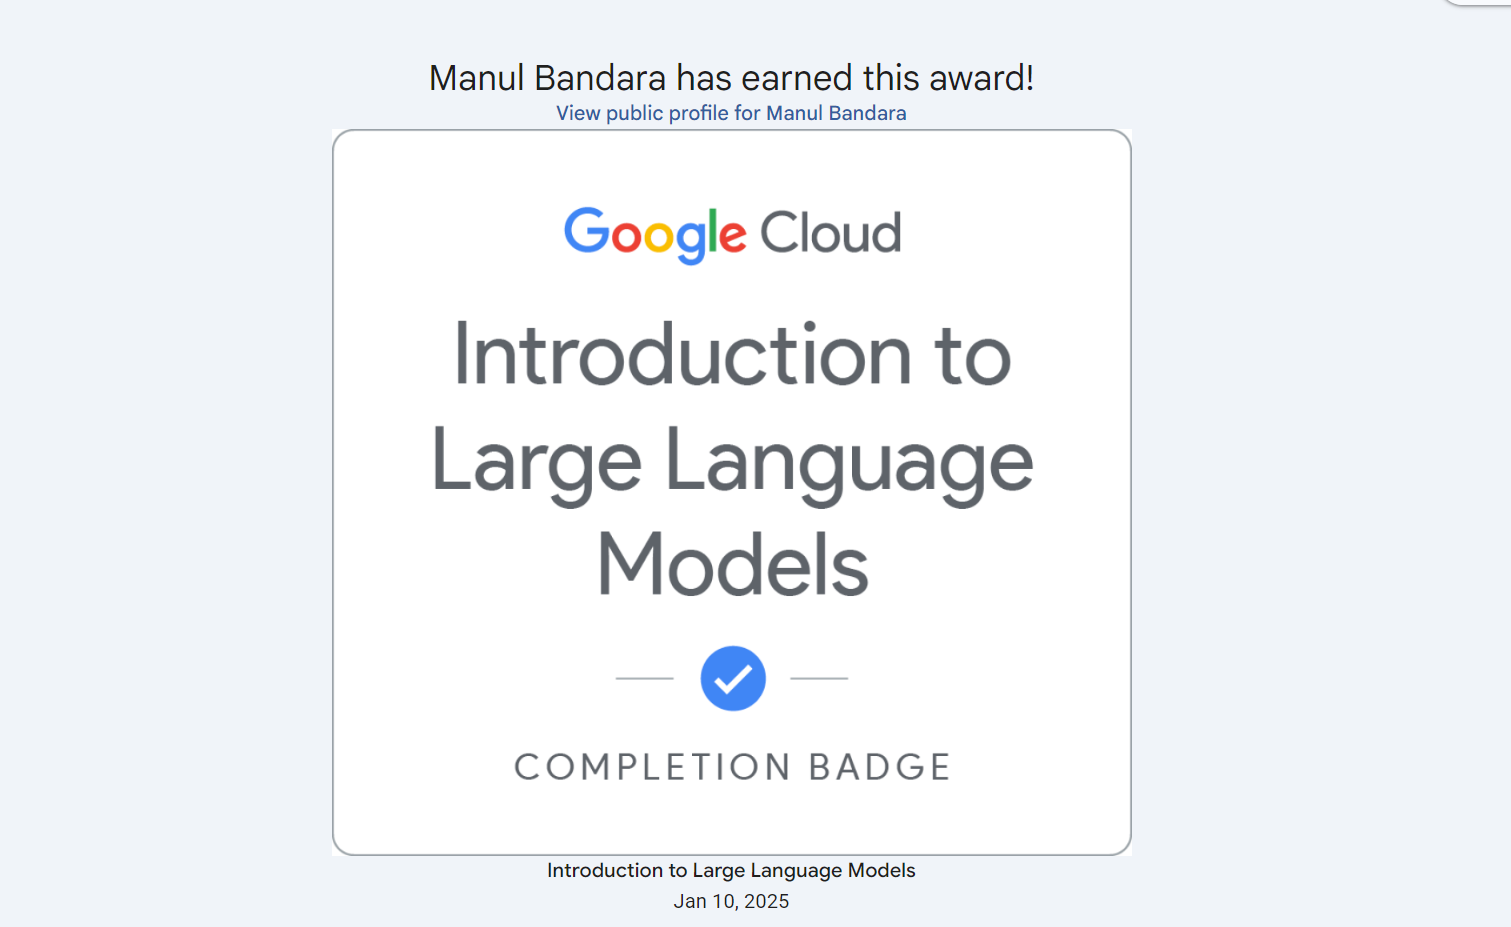 Manul Bandara has earned this award!
View public profile for Manul Bandara
Google Cloud
Introduction to
Large Language
Models
COMPLETION BADGE
Introduction to Large Language Models
Jan 10, 2025